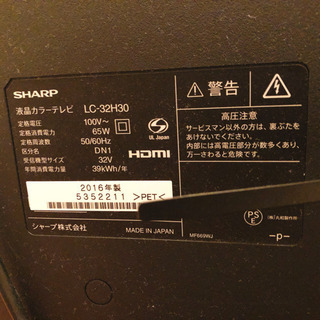 SHARP
液晶カラーテレビ LC-32H30
定格電圧 100V~
定格消費電力 65W
定格周波数 50/60Hz
区分名 DN1
受信機型サイズ 32V
年間消費電力量 39kWh/年
UL Japan
HDMI
2016年製
5352211 >PET<
シャープ株式会社 MADE IN JAPAN
⚠ 警告
高圧注意
サービスマン以外の方は、裏ぶたを
あけないでください。
内部には高電圧部分が数多くあり、
万一さわると危険です。
PSE
MF669WJ
-p-